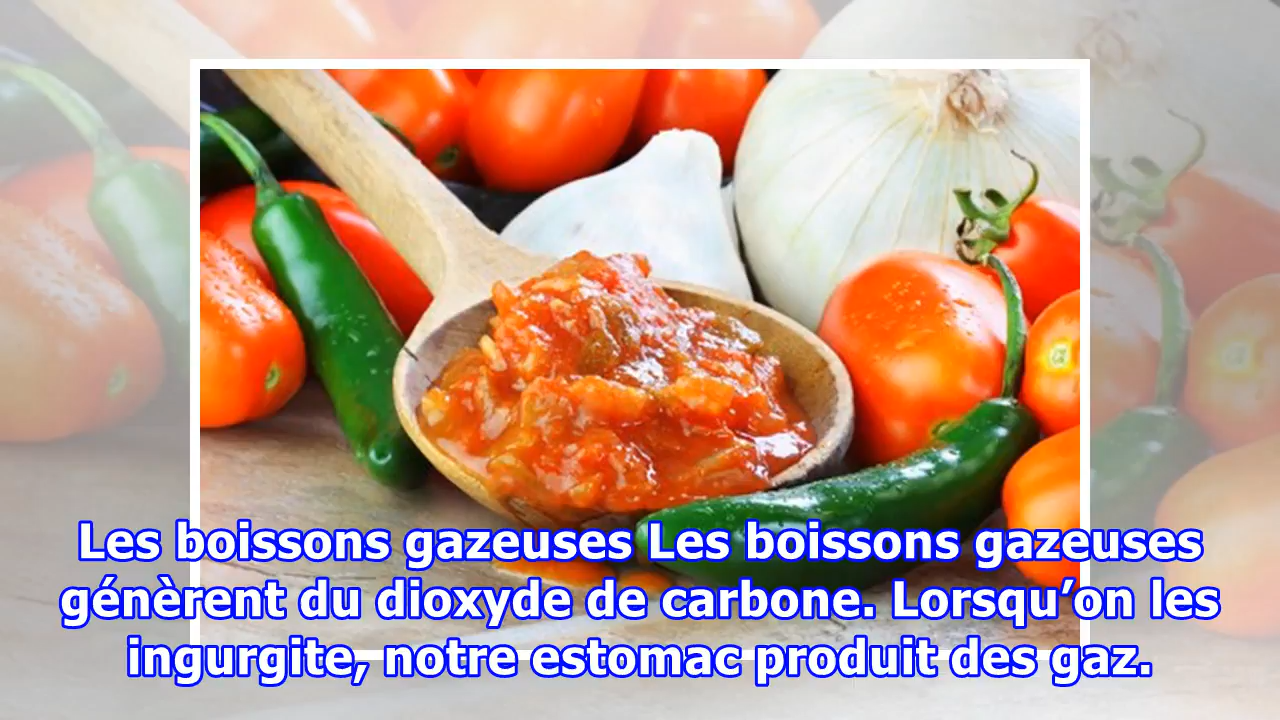 Les boissons gazeuses Les boissons gazeuses
génèrent du dioxyde de carbone. Lorsqu’on les
ingurgite, notre estomac produit des gaz.